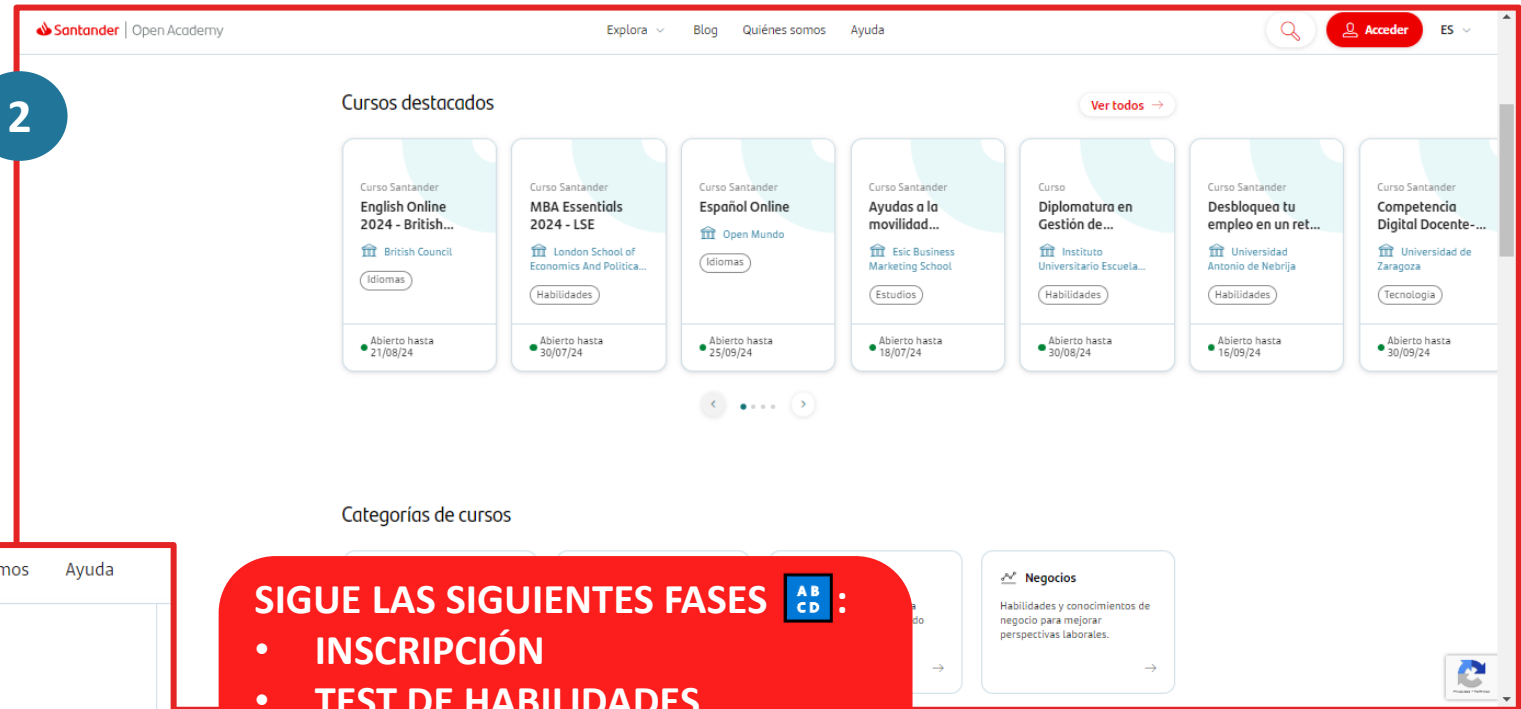 Santander | Open Academy
Explora
Blog
Quiénes somos
Ayuda
Acceder
ES
2
Cursos destacados
Ver todos →
Curso Santander
English Online
2024 - British...
British Council
Idiomas
Abierto hasta
21/08/24
Curso Santander
MBA Essentials
2024 - LSE
London School of
Economics And Politica...
Habilidades
Abierto hasta
30/07/24
Curso Santander
Español Online
Open Mundo
Idiomas
Abierto hasta
25/09/24
Curso Santander
Ayudas a la
movilidad...
Esic Business
Marketing School
Estudios
Abierto hasta
18/07/24
Curso
Diplomatura en
Gestión de...
Instituto
Universitario Escuela...
Habilidades
Abierto hasta
30/08/24
Curso Santander
Desbloquea tu
empleo en un ret...
Universidad
Antonio de Nebrija
Habilidades
Abierto hasta
16/09/24
Curso Santander
Competencia
Digital Docente-...
Universidad de
Zaragoza
Tecnología
Abierto hasta
30/09/24
Categorías de cursos
Negocios
Habilidades y conocimientos de
negocio para mejorar
perspectivas laborales.
→
do
→
mos
Ayuda
SIGUE LAS SIGUIENTES FASES AB CD :
• INSCRIPCIÓN
• TEST DE HABILIDADES